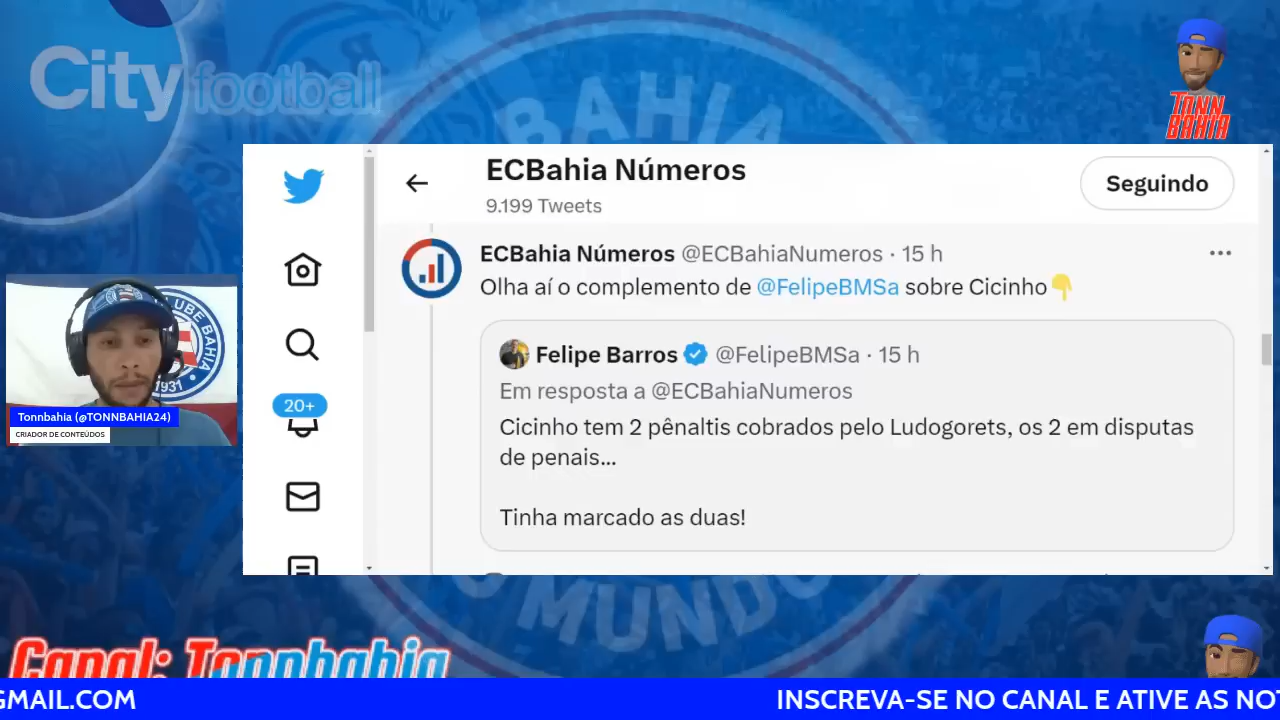 City football
TONN
BAHIA
BAHIA
ECBahia Números
9.199 Tweets
Seguindo
ECBahia Números @ECBahiaNumeros · 15 h
Olha aí o complemento de @FelipeBMSa sobre Cicinho👇
Felipe Barros @FelipeBMSa · 15 h
Em resposta a @ECBahiaNumeros
Cicinho tem 2 pênaltis cobrados pelo Ludogorets, os 2 em disputas
de penais...
Tinha marcado as duas!
20+
CLUBE BAHIA
1931
Tonnbahia (@TONNBAHIA24)
CRIADOR DE CONTEÚDOS
O MUNDO
Canal: Tonnbahia
GMAIL.COM
INSCREVA-SE NO CANAL E ATIVE AS NOT